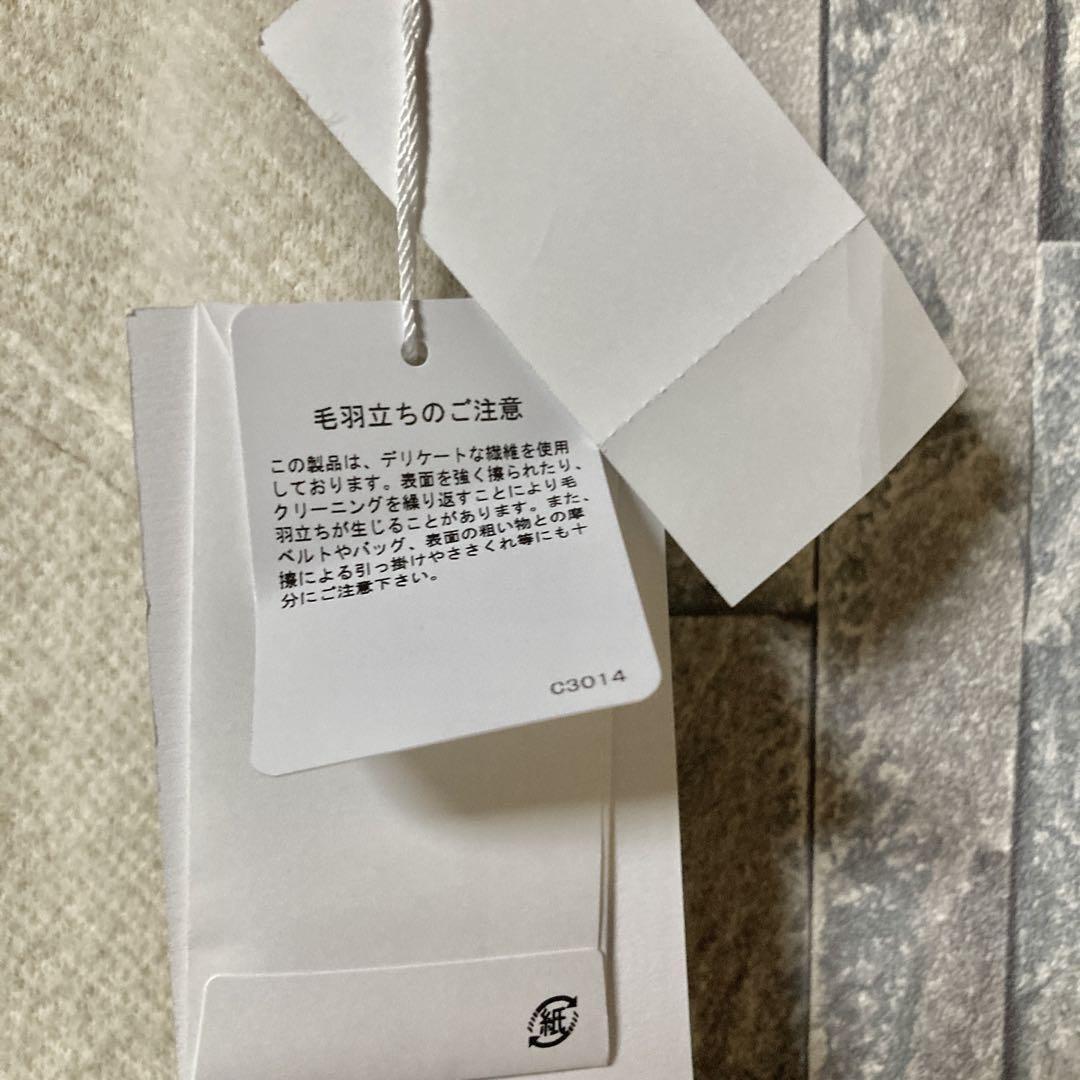 毛羽立ちのご注意
この製品は、デリケートな繊維を使用
しております。表面を強く擦られたり、
クリーニングを繰り返すことにより毛
羽立ちが生じることがあります。また、
ベルトやバッグ、表面の粗い物との摩
擦による引っ掛けやささくれ等にも十
分にご注意下さい。
C3014
紙